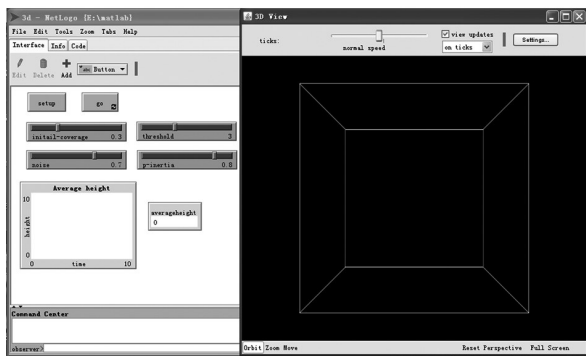 3d - NetLogo {E:\matlab}
File Edit Tools Zoom Tabs Help
Interface Info Code
Edit Delete Add Button
setup go
initail-coverage 0.3 threshold 3
noise 0.7 p-inertia 0.8
Average height
10
height
0
0 time 10
averageheight
0
Command Center
observer>
3D View
ticks:
normal speed
view updates
on ticks
Settings...
Orbit Zoom Move
Reset Perspective Full Screen